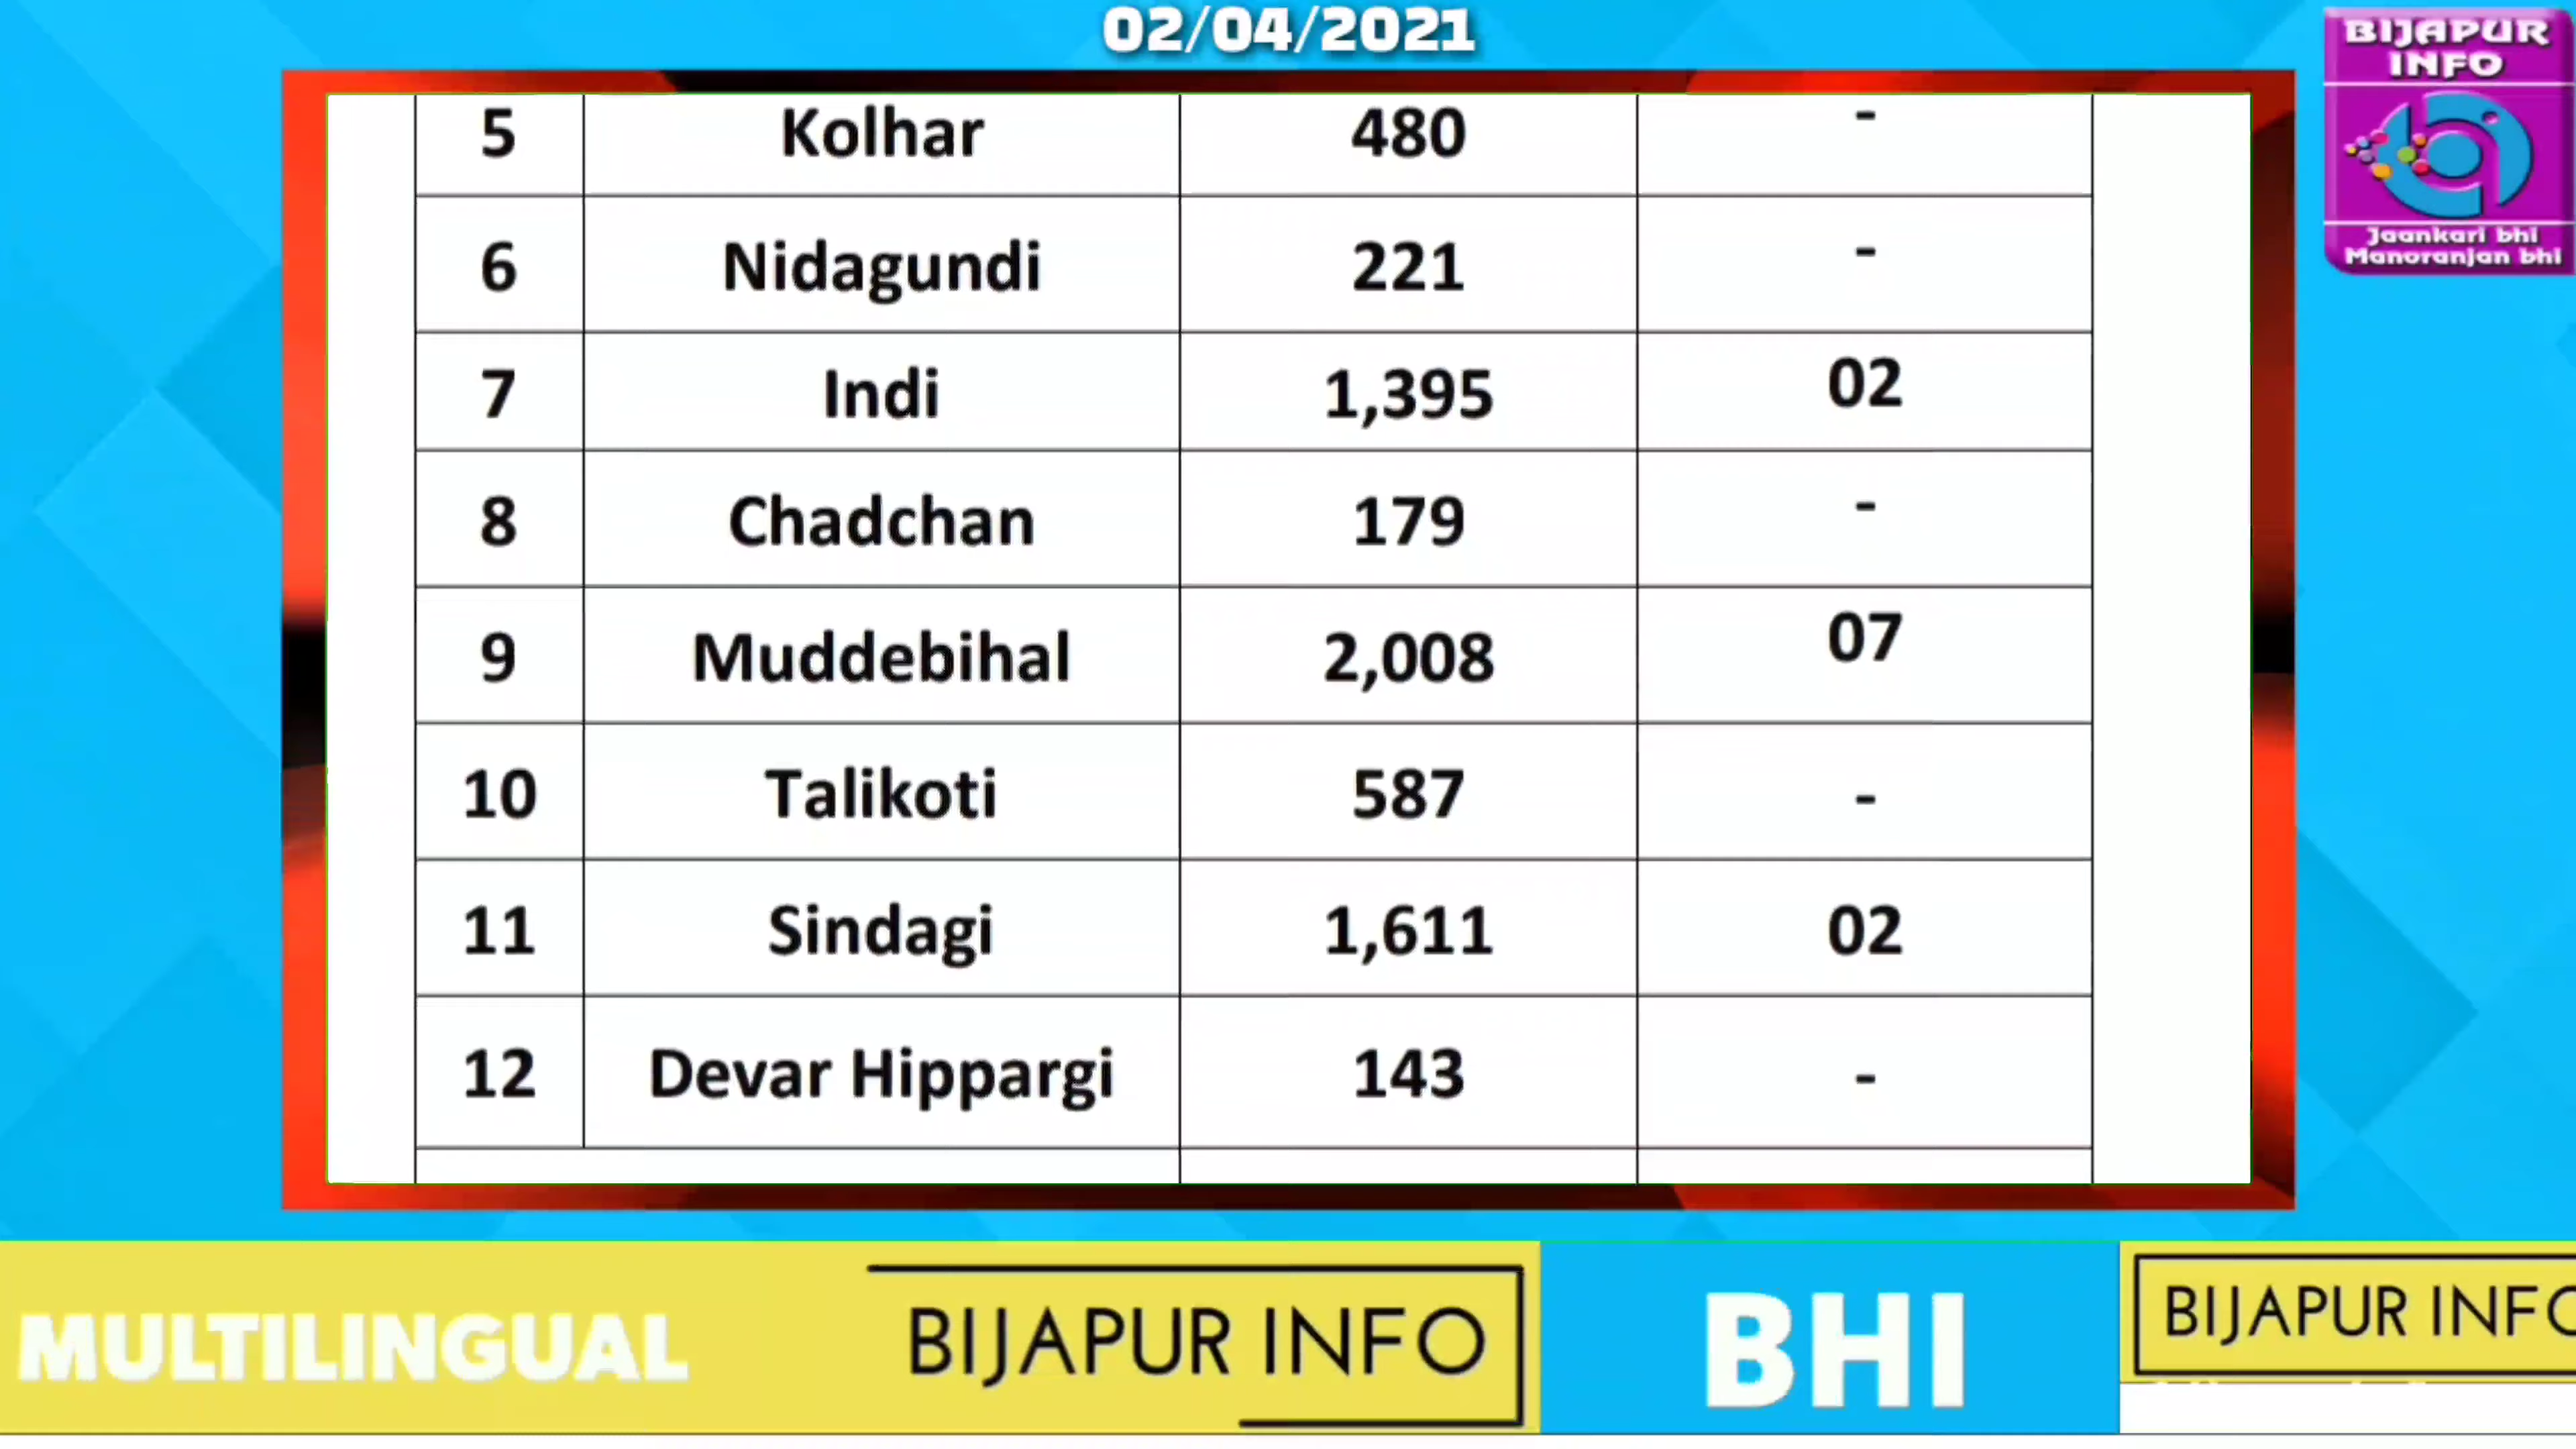 02/04/2021
BIJAPUR
INFO
Jaankari bhi
Manoranjan bhi
5 Kolhar 480 -
6 Nidagundi 221 -
7 Indi 1,395 02
8 Chadchan 179 -
9 Muddebihal 2,008 07
10 Talikoti 587 -
11 Sindagi 1,611 02
12 Devar Hippargi 143 -
MULTILINGUAL BIJAPUR INFO BHI BIJAPUR INFO